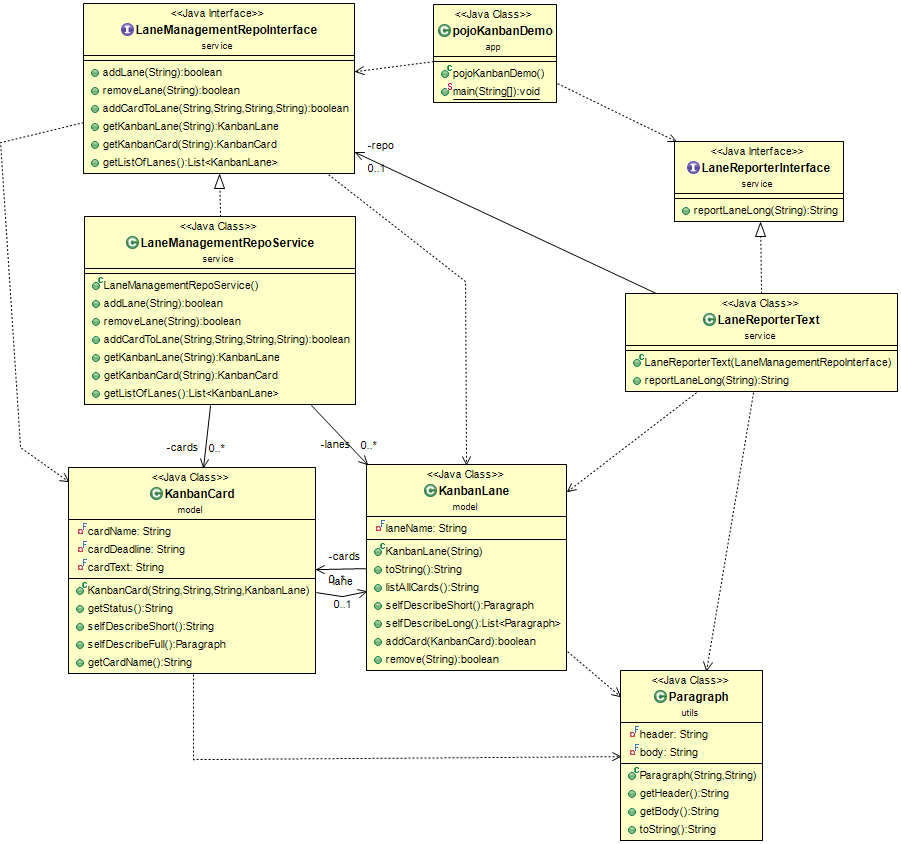 <<Java Interface>>
LaneManagementRepoInterface
service
addLane(String):boolean
removeLane(String):boolean
addCardToLane(String,String,String,String):boolean
getKanbanLane(String):KanbanLane
getKanbanCard(String):KanbanCard
getListOfLanes():List<KanbanLane>
<<Java Class>>
pojoKanbanDemo
app
pojoKanbanDemo()
main(String[]):void
-repo
0..1
<<Java Interface>>
LaneReporterInterface
service
reportLaneLong(String):String
<<Java Class>>
LaneManagementRepoService
service
LaneManagementRepoService()
addLane(String):boolean
removeLane(String):boolean
addCardToLane(String,String,String,String):boolean
getKanbanLane(String):KanbanLane
getKanbanCard(String):KanbanCard
getListOfLanes():List<KanbanLane>
<<Java Class>>
LaneReporterText
service
LaneReporterText(LaneManagementRepoInterface)
reportLaneLong(String):String
-cards 0..*
-lanes 0..*
<<Java Class>>
KanbanCard
model
cardName: String
cardDeadline: String
cardText: String
KanbanCard(String,String,String,KanbanLane)
getStatus():String
selfDescribeShort():String
selfDescribeFull():Paragraph
getCardName():String
-cards
0..*
-lane
0..1
<<Java Class>>
KanbanLane
model
laneName: String
KanbanLane(String)
toString():String
listAllCards():String
selfDescribeShort():Paragraph
selfDescribeLong():List<Paragraph>
addCard(KanbanCard):boolean
remove(String):boolean
<<Java Class>>
Paragraph
utils
header: String
body: String
Paragraph(String,String)
getHeader():String
getBody():String
toString():String